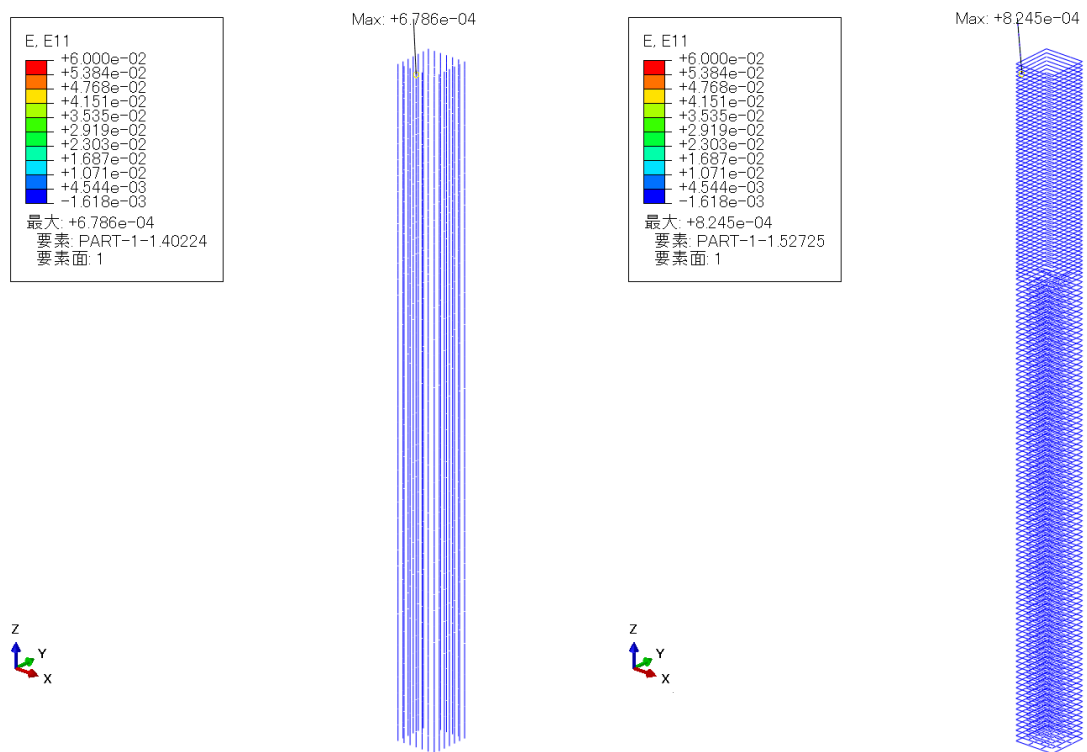 Max: +6.786e-04
E, E11
+6.000e-02
+5.384e-02
+4.768e-02
+4.151e-02
+3.535e-02
+2.919e-02
+2.303e-02
+1.687e-02
+1.071e-02
+4.544e-03
-1.618e-03
最大: +6.786e-04
要素: PART-1-1.40224
要素面: 1
Z
Y
X
Max: +8.245e-04
E, E11
+6.000e-02
+5.384e-02
+4.768e-02
+4.151e-02
+3.535e-02
+2.919e-02
+2.303e-02
+1.687e-02
+1.071e-02
+4.544e-03
-1.618e-03
最大: +8.245e-04
要素: PART-1-1.52725
要素面: 1
Z
Y
X